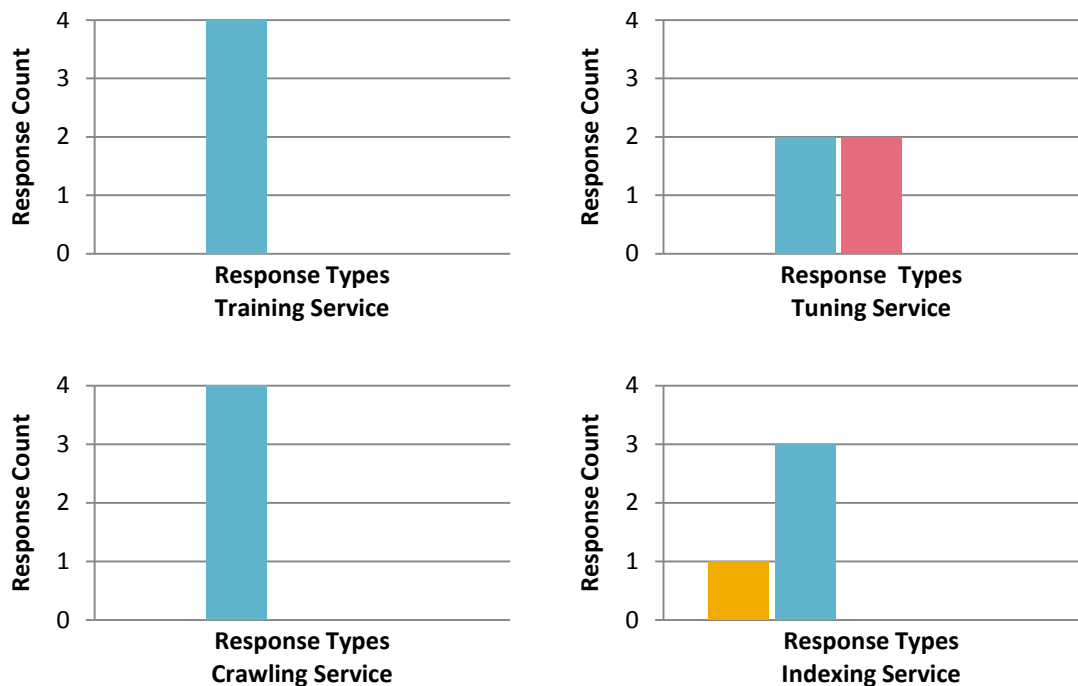 Response Count
4
3
2
1
0
Response Types
Training Service
Response Count
4
3
2
1
0
Response  Types
Tuning Service
Response Count
4
3
2
1
0
Response Types
Crawling Service
Response Count
4
3
2
1
0
Response Types
Indexing Service